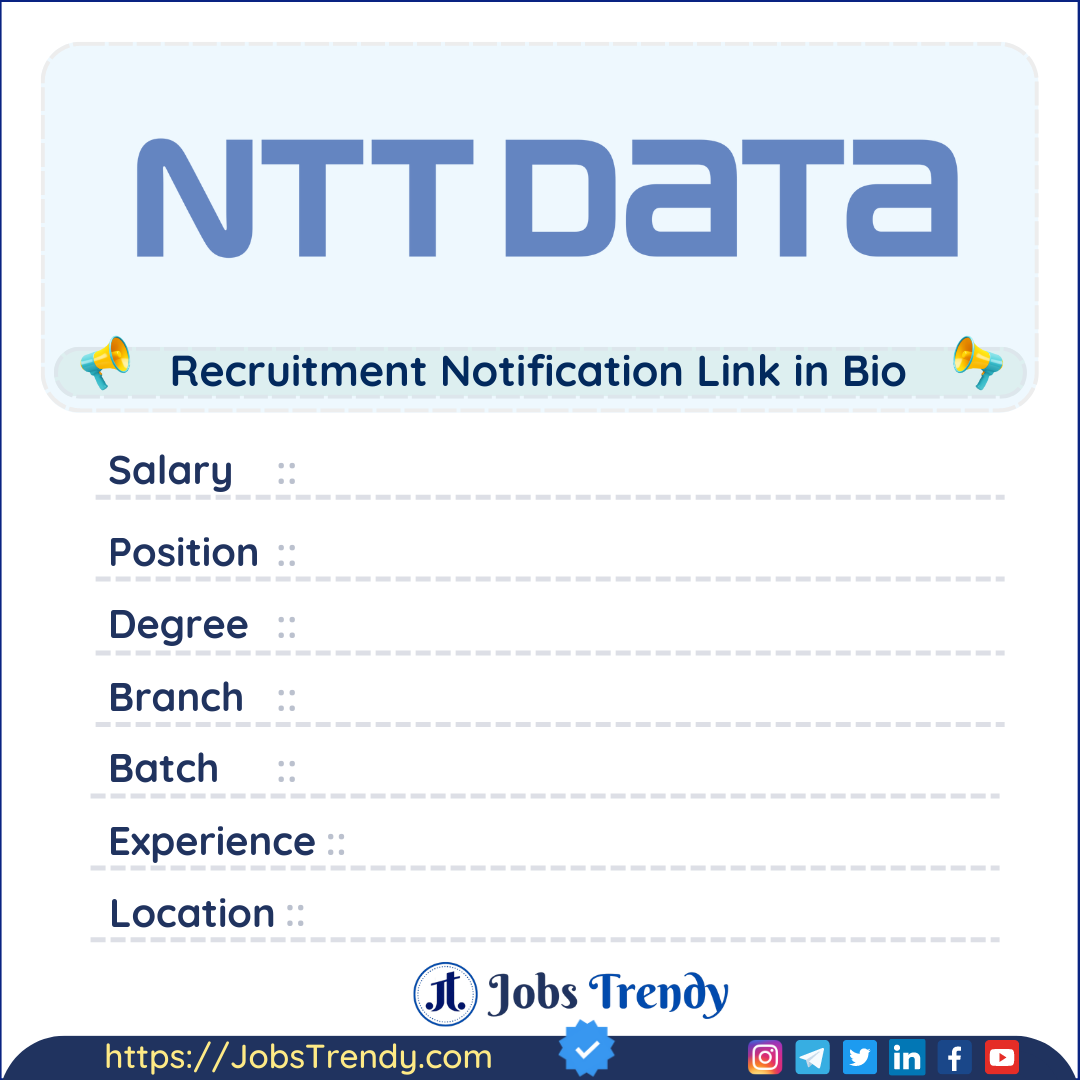 NTT DATA
Recruitment Notification Link in Bio
Salary ::
Position ::
Degree ::
Branch ::
Batch ::
Experience ::
Location ::
Jobs Trendy
https://JobsTrendy.com